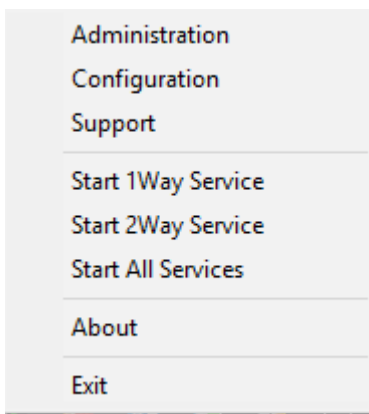 Administration
Configuration
Support
Start 1Way Service
Start 2Way Service
Start All Services
About
Exit